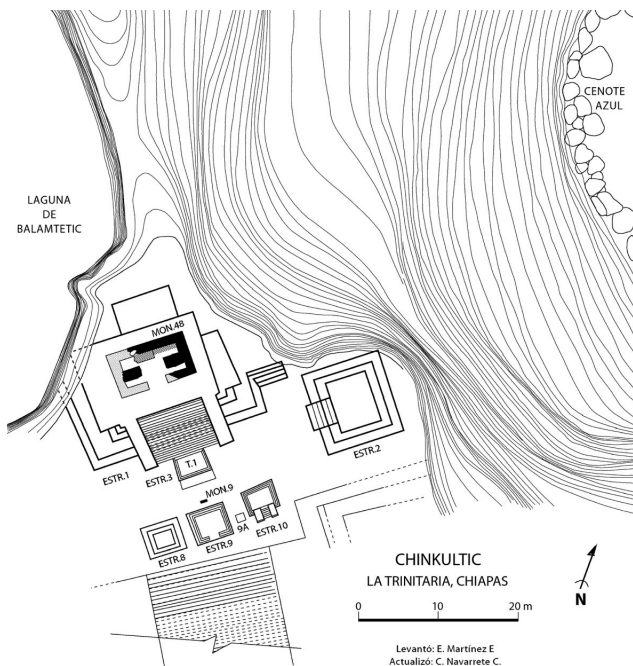 CENOTE
AZUL
LAGUNA
DE
BALAMTETIC
MON.48
ESTR.1
ESTR.3
T.1
ESTR.2
MON.9
9A
ESTR.10
ESTR.9
ESTR.8
CHINKULTIC
LA TRINITARIA, CHIAPAS
N
0 10 20 m
Levantó: E. Martínez E
Actualizó: C. Navarrete C.